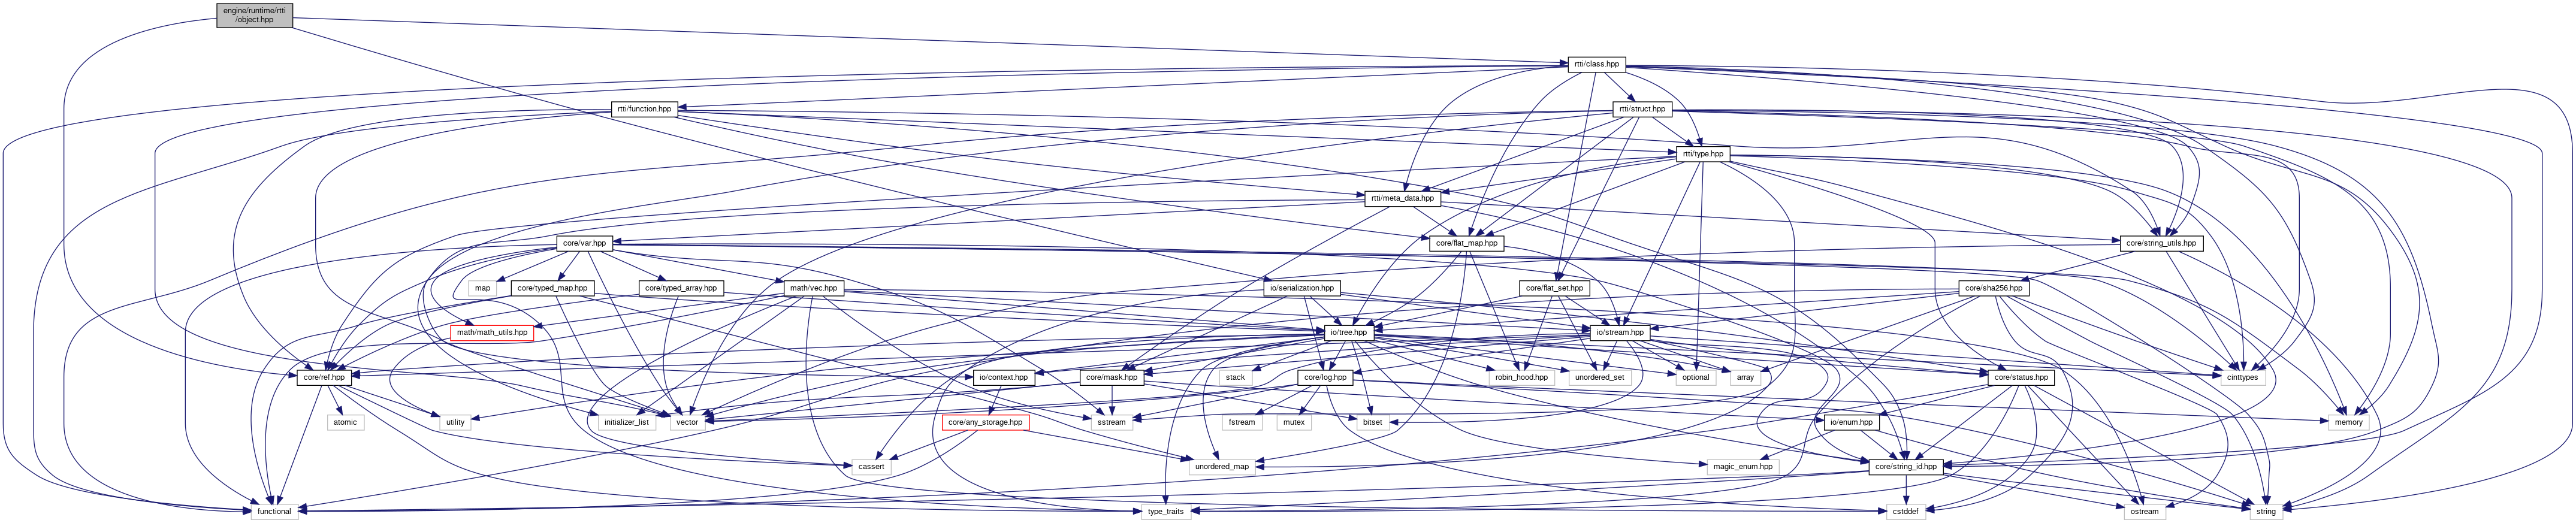 engine/runtime/rtti
/object.hpp
rtti/class.hpp
rtti/function.hpp
rtti/struct.hpp
rtti/type.hpp
rtti/meta_data.hpp
core/var.hpp
core/flat_map.hpp
core/string_utils.hpp
map
core/typed_map.hpp
core/typed_array.hpp
math/vec.hpp
io/serialization.hpp
core/flat_set.hpp
core/sha256.hpp
math/math_utils.hpp
io/tree.hpp
io/stream.hpp
core/ref.hpp
io/context.hpp
core/mask.hpp
stack
core/log.hpp
robin_hood.hpp
unordered_set
optional
array
core/status.hpp
cinttypes
atomic
utility
initializer_list
vector
sstream
core/any_storage.hpp
fstream
mutex
bitset
io/enum.hpp
memory
cassert
unordered_map
magic_enum.hpp
core/string_id.hpp
functional
type_traits
cstddef
ostream
string